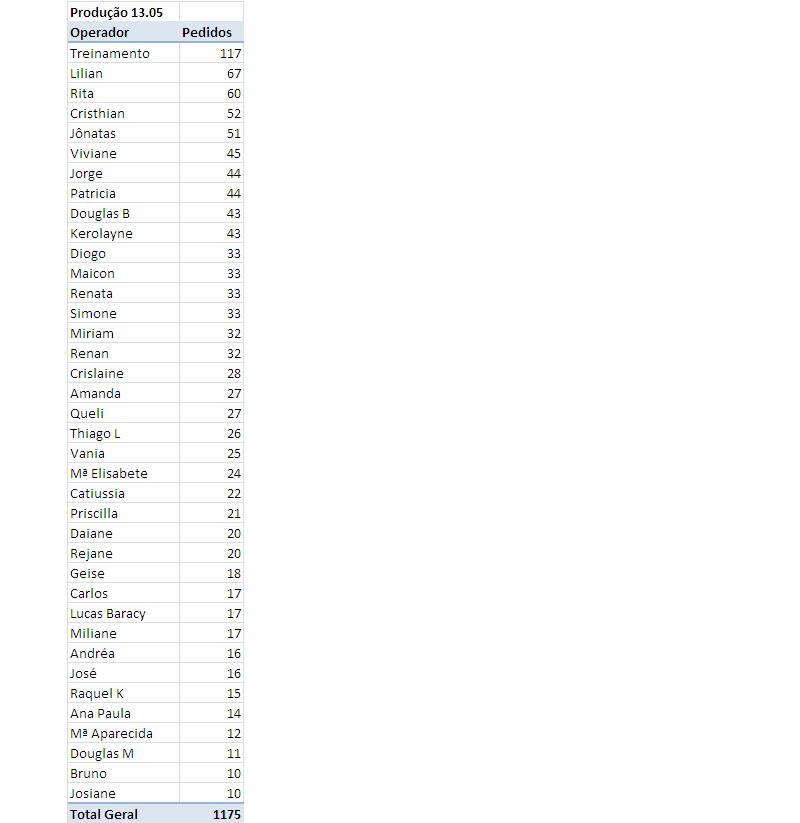 Produção 13.05
Operador Pedidos
Treinamento 117
Lilian 67
Rita 60
Cristhian 52
Jônatas 51
Viviane 45
Jorge 44
Patricia 44
Douglas B 43
Kerolayne 43
Diogo 33
Maicon 33
Renata 33
Simone 33
Miriam 32
Renan 32
Crislaine 28
Amanda 27
Queli 27
Thiago L 26
Vania 25
Mª Elisabete 24
Catiussia 22
Priscilla 21
Daiane 20
Rejane 20
Geise 18
Carlos 17
Lucas Baracy 17
Miliane 17
Andréa 16
José 16
Raquel K 15
Ana Paula 14
Mª Aparecida 12
Douglas M 11
Bruno 10
Josiane 10
Total Geral 1175